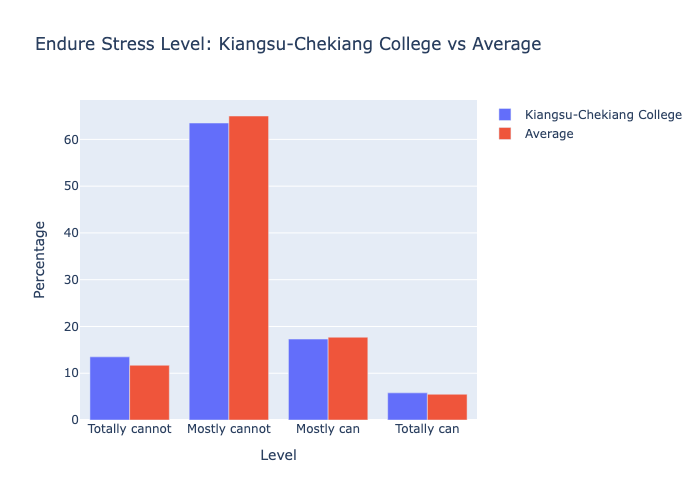 Endure Stress Level: Kiangsu-Chekiang College vs Average
Kiangsu-Chekiang College
Average
Percentage
60
50
40
30
20
10
0
Totally cannot
Mostly cannot
Mostly can
Totally can
Level